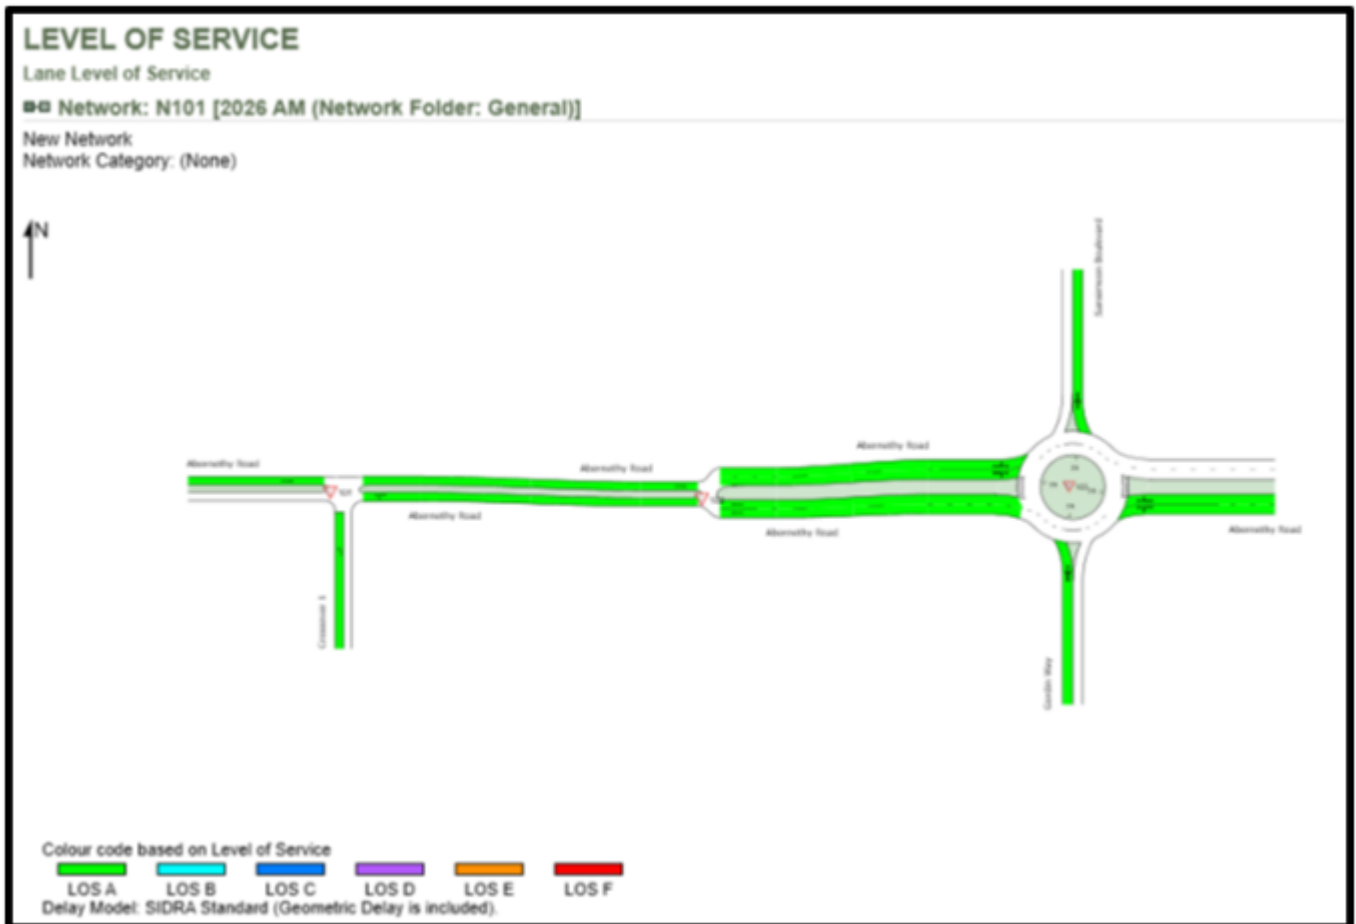 LEVEL OF SERVICE
Lane Level of Service
Network: N101 [2026 AM (Network Folder: General)]
New Network
Network Category: (None)
N
Abernethy Road
Abernethy Road
Abernethy Road
Abernethy Road
Abernethy Road
Abernethy Road
Crossover 1
Colour code based on Level of Service
LOS A
LOS B
LOS C
LOS D
LOS E
LOS F
Delay Model: SIDRA Standard (Geometric Delay is included).